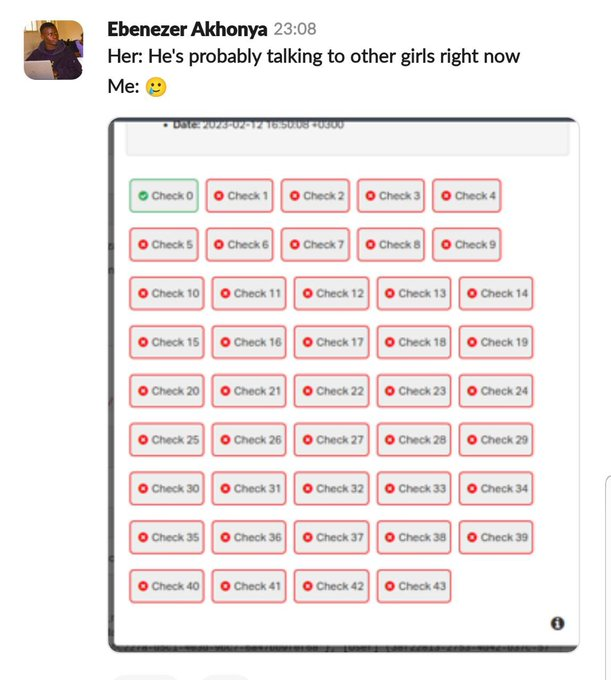 Ebenezer Akhonya 23:08
Her: He's probably talking to other girls right now
Me: 🥲
• Date: 2023-02-12 16:50:08 +0300
Check 0 Check 1 Check 2 Check 3 Check 4
Check 5 Check 6 Check 7 Check 8 Check 9
Check 10 Check 11 Check 12 Check 13 Check 14
Check 15 Check 16 Check 17 Check 18 Check 19
Check 20 Check 21 Check 22 Check 23 Check 24
Check 25 Check 26 Check 27 Check 28 Check 29
Check 30 Check 31 Check 32 Check 33 Check 34
Check 35 Check 36 Check 37 Check 38 Check 39
Check 40 Check 41 Check 42 Check 43